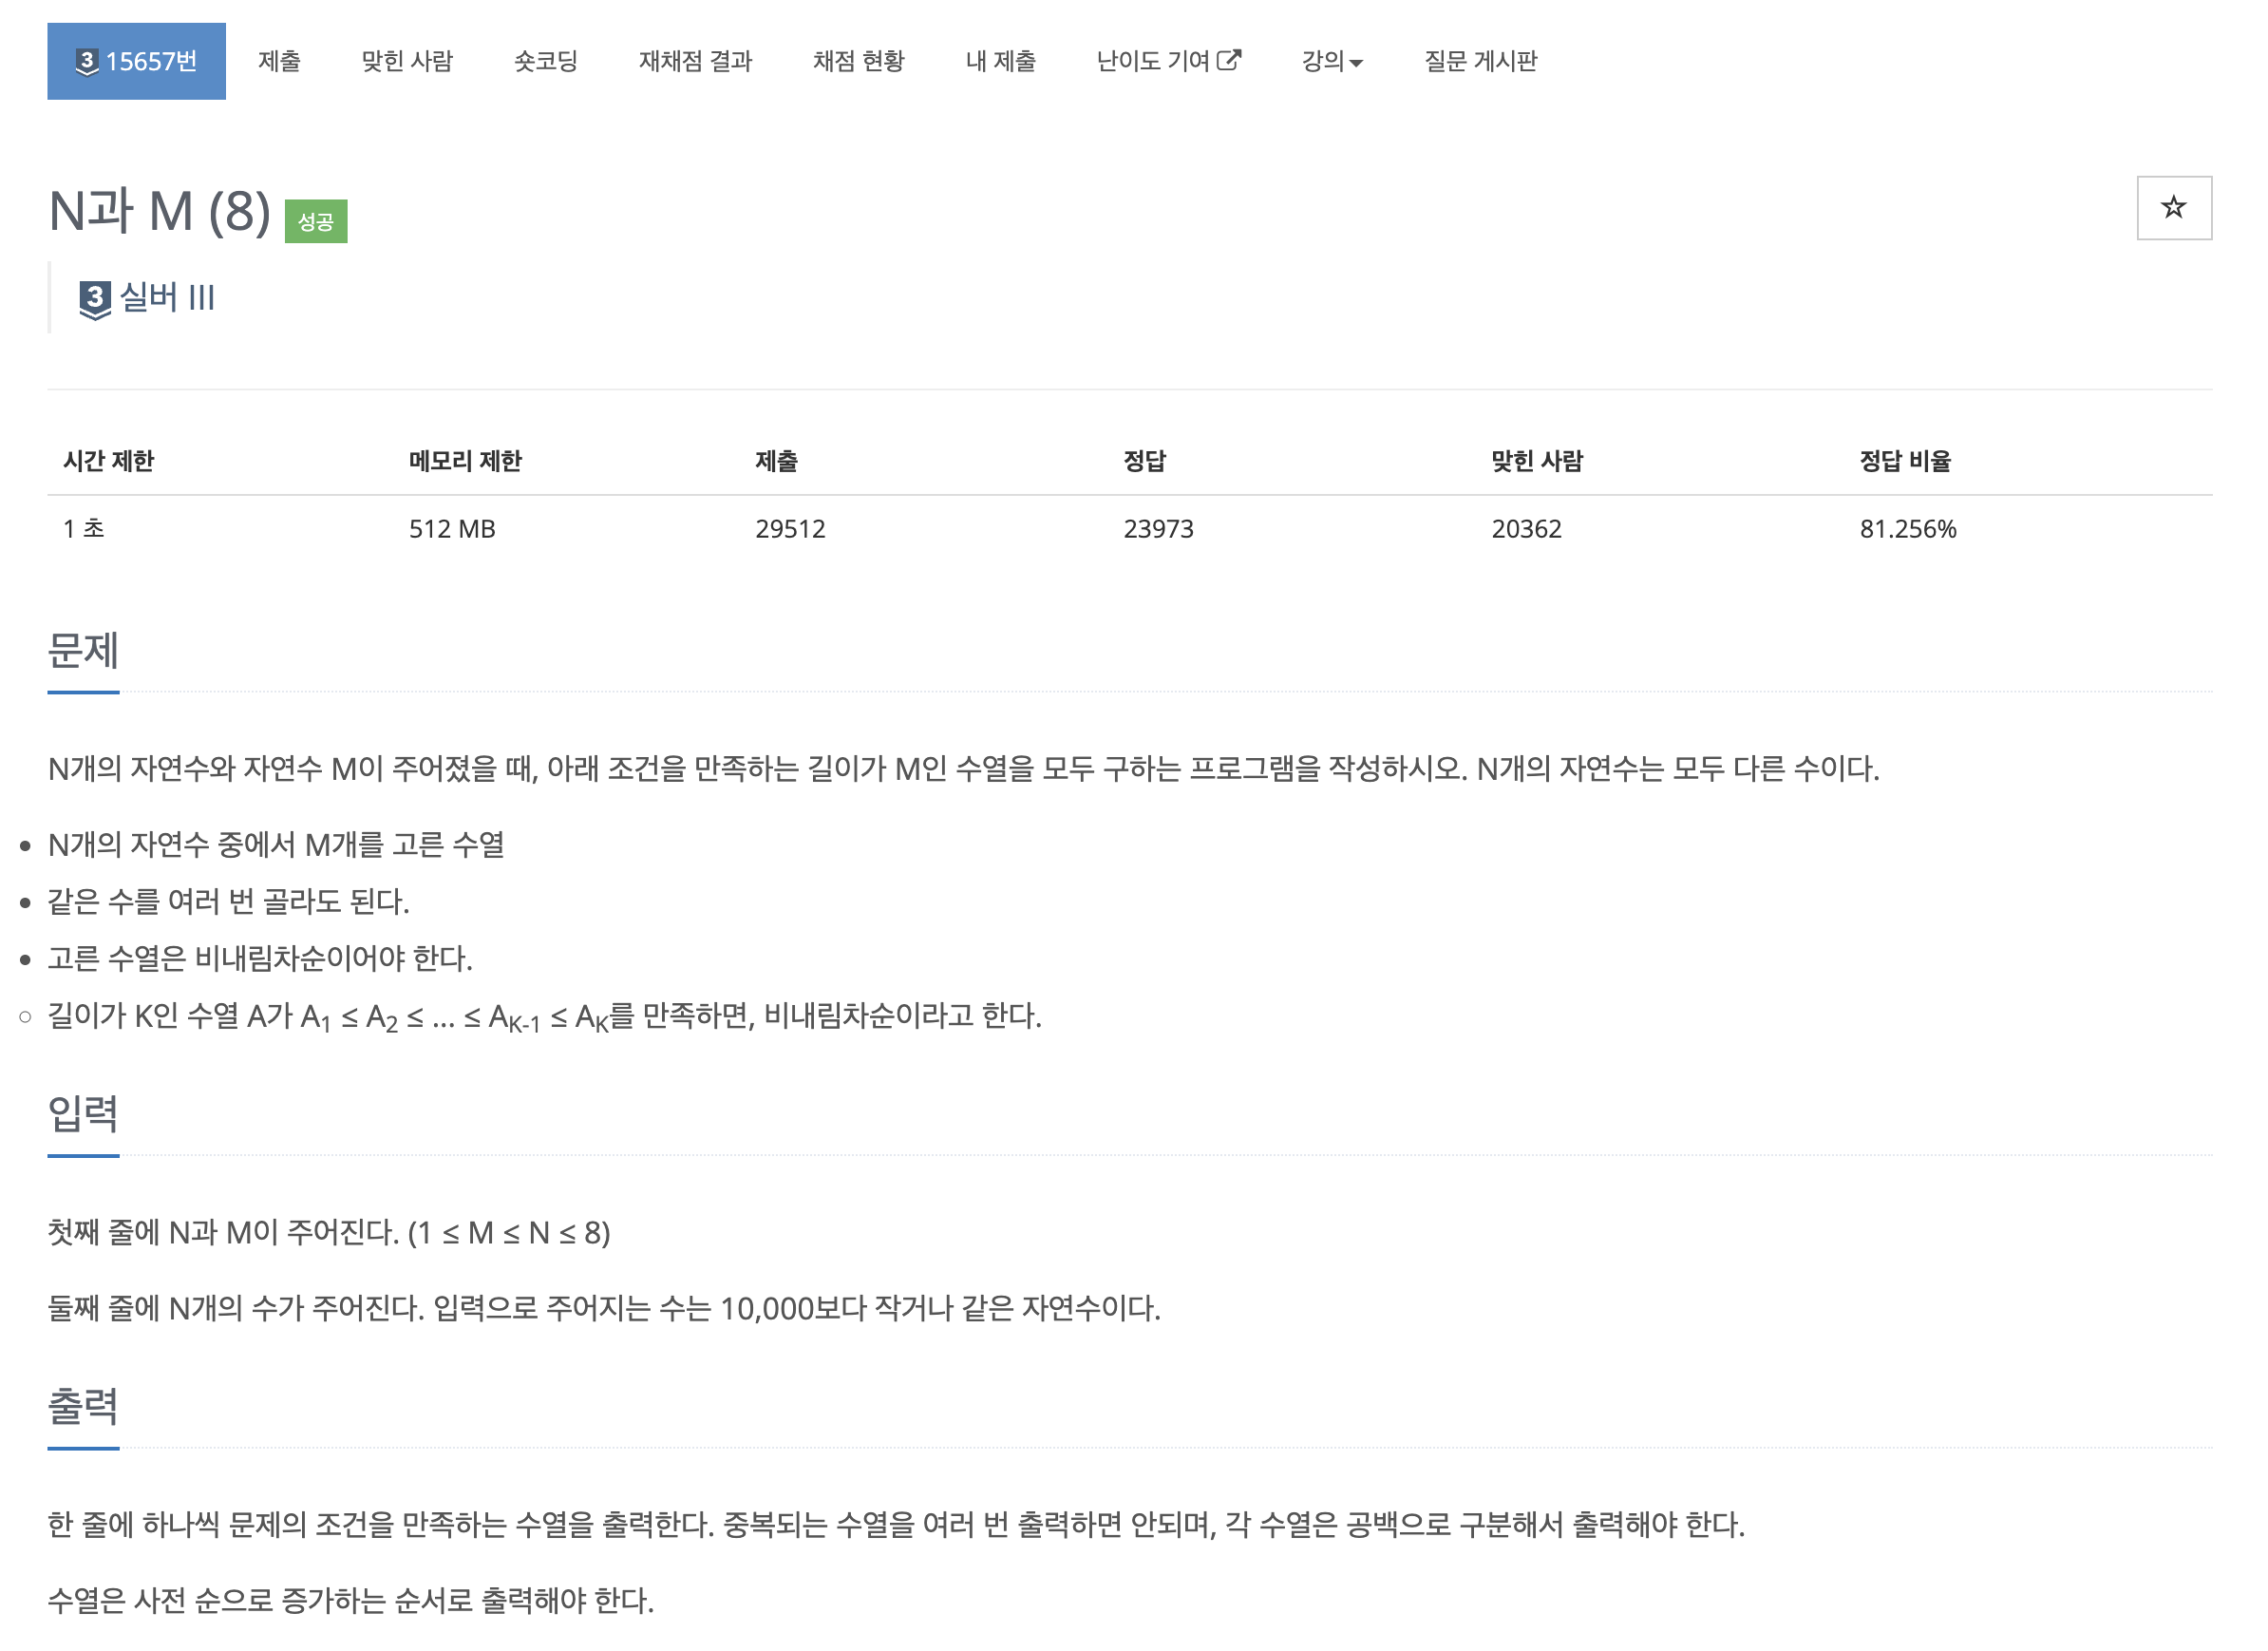 3 15657번 제출 맞힌 사람 숏코딩 재채점 결과 채점 현황 내 제출 난이도 기여 강의 질문 게시판
N과 M (8) 성공
3 실버 III
시간 제한 메모리 제한 제출 정답 맞힌 사람 정답 비율
1 초 512 MB 29512 23973 20362 81.256%
문제
N개의 자연수와 자연수 M이 주어졌을 때, 아래 조건을 만족하는 길이가 M인 수열을 모두 구하는 프로그램을 작성하시오. N개의 자연수는 모두 다른 수이다.
N개의 자연수 중에서 M개를 고른 수열
같은 수를 여러 번 골라도 된다.
고른 수열은 비내림차순이어야 한다.
길이가 K인 수열 A가 A1 ≤ A2 ≤ ... ≤ AK-1 ≤ AK를 만족하면, 비내림차순이라고 한다.
입력
첫째 줄에 N과 M이 주어진다. (1 ≤ M ≤ N ≤ 8)
둘째 줄에 N개의 수가 주어진다. 입력으로 주어지는 수는 10,000보다 작거나 같은 자연수이다.
출력
한 줄에 하나씩 문제의 조건을 만족하는 수열을 출력한다. 중복되는 수열을 여러 번 출력하면 안되며, 각 수열은 공백으로 구분해서 출력해야 한다.
수열은 사전 순으로 증가하는 순서로 출력해야 한다.